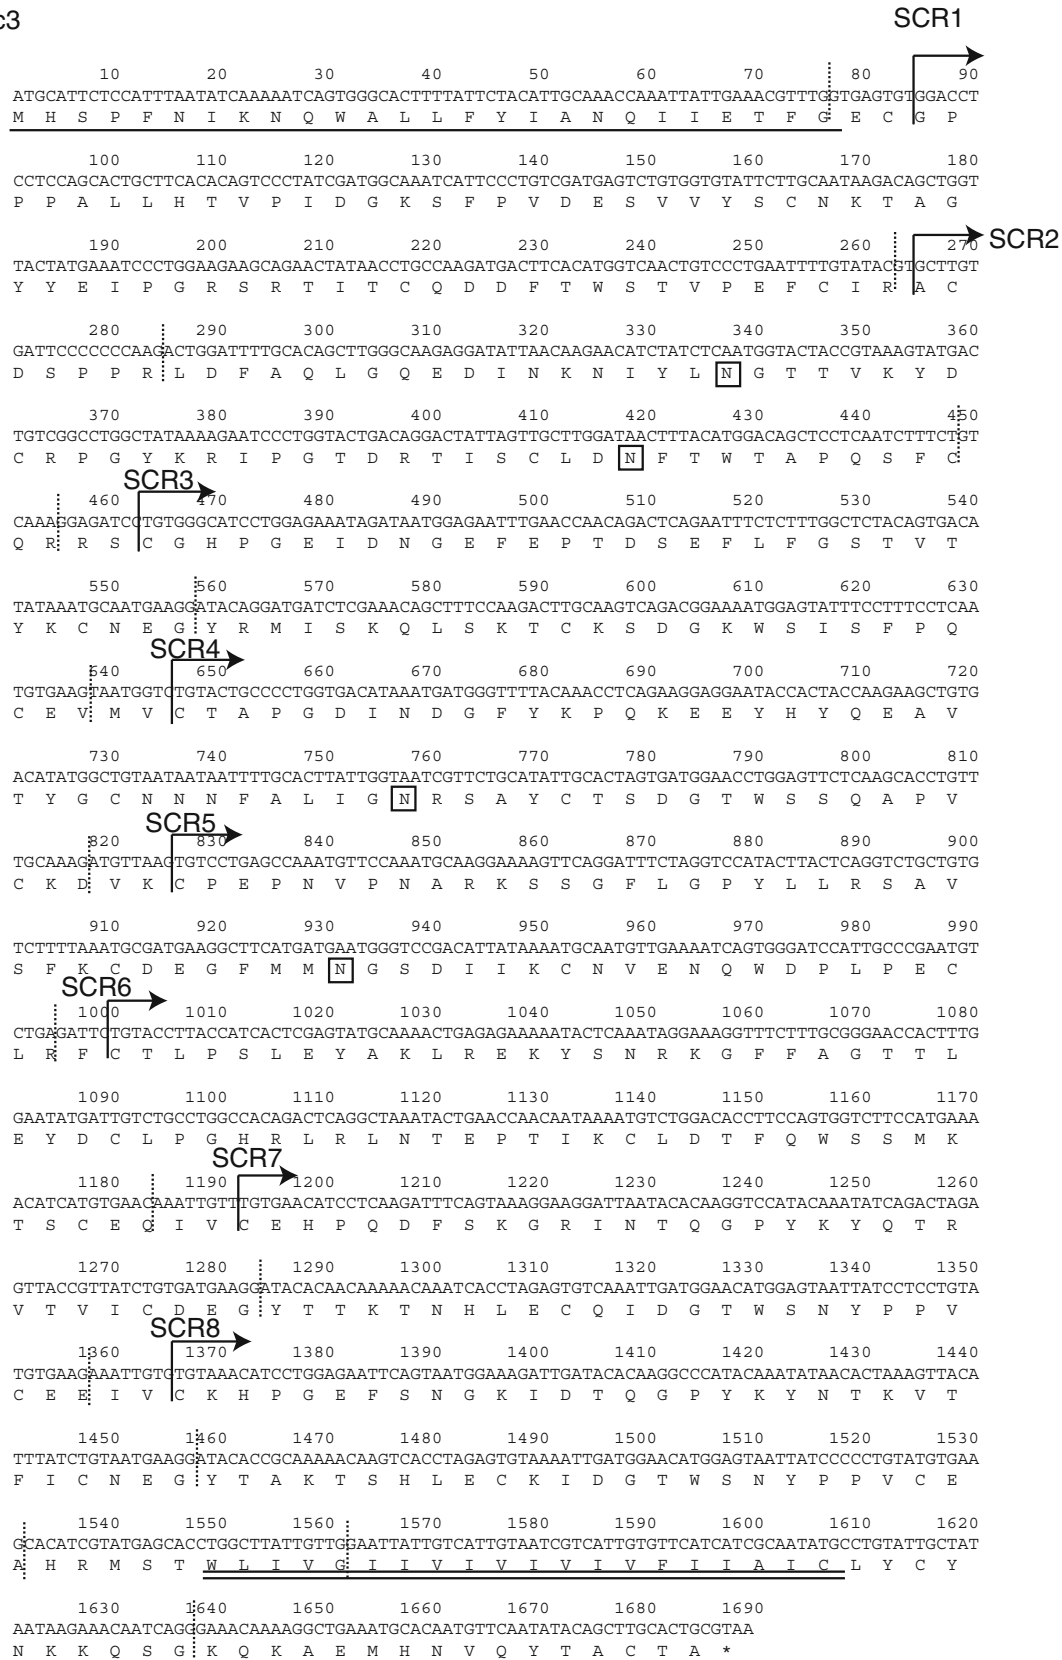 c3
SCR1
10 20 30 40 50 60 70 80 90
ATGCATTCTCCATTTAATATCAAAAATCAGTGGGCACTTTTATTCTACATTGCAAACCAAATTATTGAAACGTTTGGTGAGTGTGGACCT
M H S P F N I K N Q W A L L F Y I A N Q I I E T F G E C G P
100 110 120 130 140 150 160 170 180
CCTCCAGCACTGCTTCACACAGTCCCTATCGATGGCAAATCATTCCCTGTCGATGAGTCTGTGGTGTATTCTTGCAATAAGACAGCTGGT
P P A L L H T V P I D G K S F P V D E S V V Y S C N K T A G
190 200 210 220 230 240 250 260 270 SCR2
TACTATGAAATCCCTGGAAGAAGCAGAACTATAACCTGCCAAGATGACTTCACATGGTCAACTGTCCCTGAATTTTGTATACGTGCTTGT
Y Y E I P G R S R T I T C Q D D F T W S T V P E F C I R A C
280 290 300 310 320 330 340 350 360
GATTCCCCCCCAAGACTGGATTTTGCACAGCTTGGGCAAGAGGATATTAACAAGAACATCTATCTCAATGGTACTACCGTAAAGTATGAC
D S P P R L D F A Q L G Q E D I N K N I Y L N G T T V K Y D
370 380 390 400 410 420 430 440 450
TGTCGGCCTGGCTATAAAAGAATCCCTGGTACTGACAGGACTATTAGTTGCTTGGATAACTTTACATGGACAGCTCCTCAATCTTTCTGT
C R P G Y K R I P G T D R T I S C L D N F T W T A P Q S F C
SCR3
460 470 480 490 500 510 520 530 540
CAAAGGAGATCCTGTGGGCATCCTGGAGAAATAGATAATGGAGAATTTGAACCAACAGACTCAGAATTTCTCTTTGGCTCTACAGTGACA
Q R R S C G H P G E I D N G E F E P T D S E F L F G S T V T
550 560 570 580 590 600 610 620 630
TATAAATGCAATGAAGGATACAGGATGATCTCGAAACAGCTTTCCAAGACTTGCAAGTCAGACGGAAAATGGAGTATTTCCTTTCCTCAA
Y K C N E G Y R M I S K Q L S K T C K S D G K W S I S F P Q
SCR4
640 650 660 670 680 690 700 710 720
TGTGAAGTAATGGTCTGTACTGCCCCTGGTGACATAAATGATGGGTTTTACAAACCTCAGAAGGAGGAATACCACTACCAAGAAGCTGTG
C E V M V C T A P G D I N D G F Y K P Q K E E Y H Y Q E A V
730 740 750 760 770 780 790 800 810
ACATATGGCTGTAATAATAATTTTGCACTTATTGGTAATCGTTCTGCATATTGCACTAGTGATGGAACCTGGAGTTCTCAAGCACCTGTT
T Y G C N N N F A L I G N R S A Y C T S D G T W S S Q A P V
SCR5
820 830 840 850 860 870 880 890 900
TGCAAAGATGTTAAGTGTCCTGAGCCAAATGTTCCAAATGCAAGGAAAAGTTCAGGATTTCTAGGTCCATACTTACTCAGGTCTGCTGTG
C K D V K C P E P N V P N A R K S S G F L G P Y L L R S A V
910 920 930 940 950 960 970 980 990
TCTTTTAAATGCGATGAAGGCTTCATGATGAATGGGTCCGACATTATAAAATGCAATGTTGAAAATCAGTGGGATCCATTGCCCGAATGT
S F K C D E G F M M N G S D I I K C N V E N Q W D P L P E C
SCR6
1000 1010 1020 1030 1040 1050 1060 1070 1080
CTGAGATTCTGTACCTTACCATCACTCGAGTATGCAAAACTGAGAGAAAAATACTCAAATAGGAAAGGTTTCTTTGCGGGAACCACTTTG
L R F C T L P S L E Y A K L R E K Y S N R K G F F A G T T L
1090 1100 1110 1120 1130 1140 1150 1160 1170
GAATATGATTGTCTGCCTGGCCACAGACTCAGGCTAAATACTGAACCAACAATAAAATGTCTGGACACCTTCCAGTGGTCTTCCATGAAA
E Y D C L P G H R L R L N T E P T I K C L D T F Q W S S M K
SCR7
1180 1190 1200 1210 1220 1230 1240 1250 1260
ACATCATGTGAACAAATTGTTTGTGAACATCCTCAAGATTTCAGTAAAGGAAGGATTAATACACAAGGTCCATACAAATATCAGACTAGA
T S C E Q I V C E H P Q D F S K G R I N T Q G P Y K Y Q T R
1270 1280 1290 1300 1310 1320 1330 1340 1350
GTTACCGTTATCTGTGATGAAGGATACACAACAAAAACAAATCACCTAGAGTGTCAAATTGATGGAACATGGAGTAATTATCCTCCTGTA
V T V I C D E G Y T T K T N H L E C Q I D G T W S N Y P P V
SCR8
1360 1370 1380 1390 1400 1410 1420 1430 1440
TGTGAAGAAATTGTGTGTAAACATCCTGGAGAATTCAGTAATGGAAAGATTGATACACAAGGCCCATACAAATATAACACTAAAGTTACA
C E E I V C K H P G E F S N G K I D T Q G P Y K Y N T K V T
1450 1460 1470 1480 1490 1500 1510 1520 1530
TTTATCTGTAATGAAGGATACACCGCAAAAACAAGTCACCTAGAGTGTAAAATTGATGGAACATGGAGTAATTATCCCCCTGTATGTGAA
F I C N E G Y T A K T S H L E C K I D G T W S N Y P P V C E
1540 1550 1560 1570 1580 1590 1600 1610 1620
GCACATCGTATGAGCACCTGGCTTATTGTTGGAATTATTGTCATTGTAATCGTCATTGTGTTCATCATCGCAATATGCCTGTATTGCTAT
A H R M S T W L I V G I I V I V I V I V F I I A I C L Y C Y
1630 1640 1650 1660 1670 1680 1690
AATAAGAAACAATCAGGGAAACAAAAGGCTGAAATGCACAATGTTCAATATACAGCTTGCACTGCGTAA
N K K Q S G K Q K A E M H N V Q Y T A C T A *